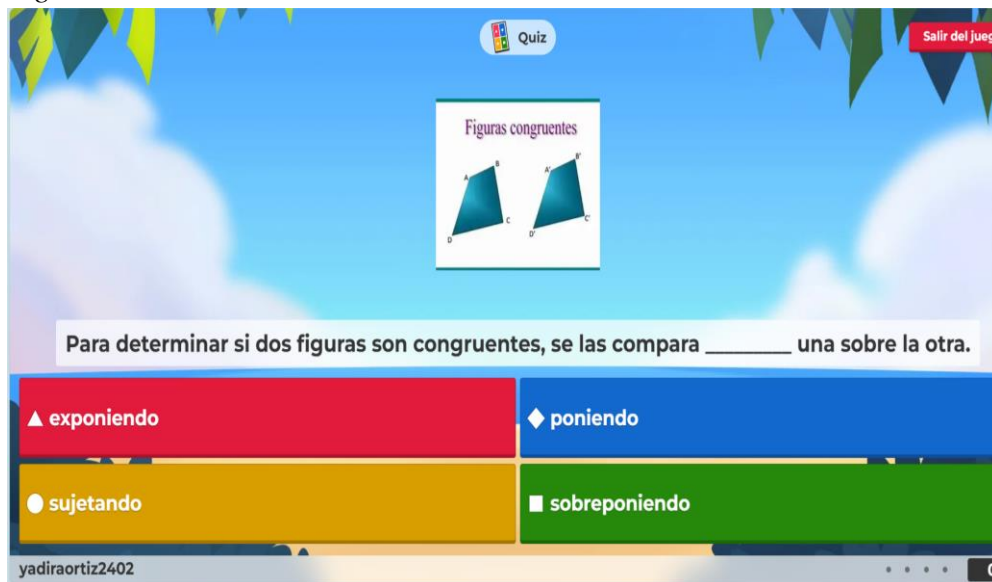 Quiz
Salir del jueg
Figuras congruentes
A
B
C
D
A'
B'
C'
D'
Para determinar si dos figuras son congruentes, se las compara _________ una sobre la otra.
exponiendo
poniendo
sujetando
sobreponiendo
yadiraortiz2402